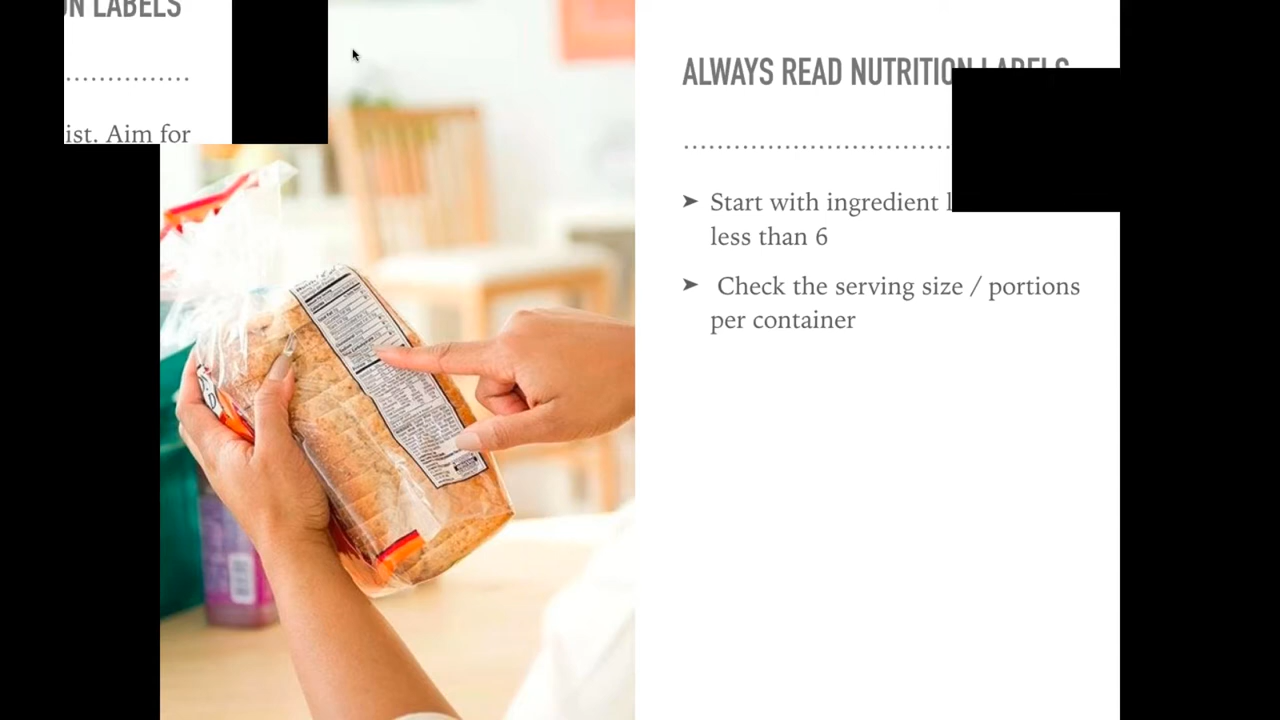 ON LABELS
ist. Aim for
ALWAYS READ NUTRITION LABELS
➤ Start with ingredient l
less than 6
➤ Check the serving size / portions
per container